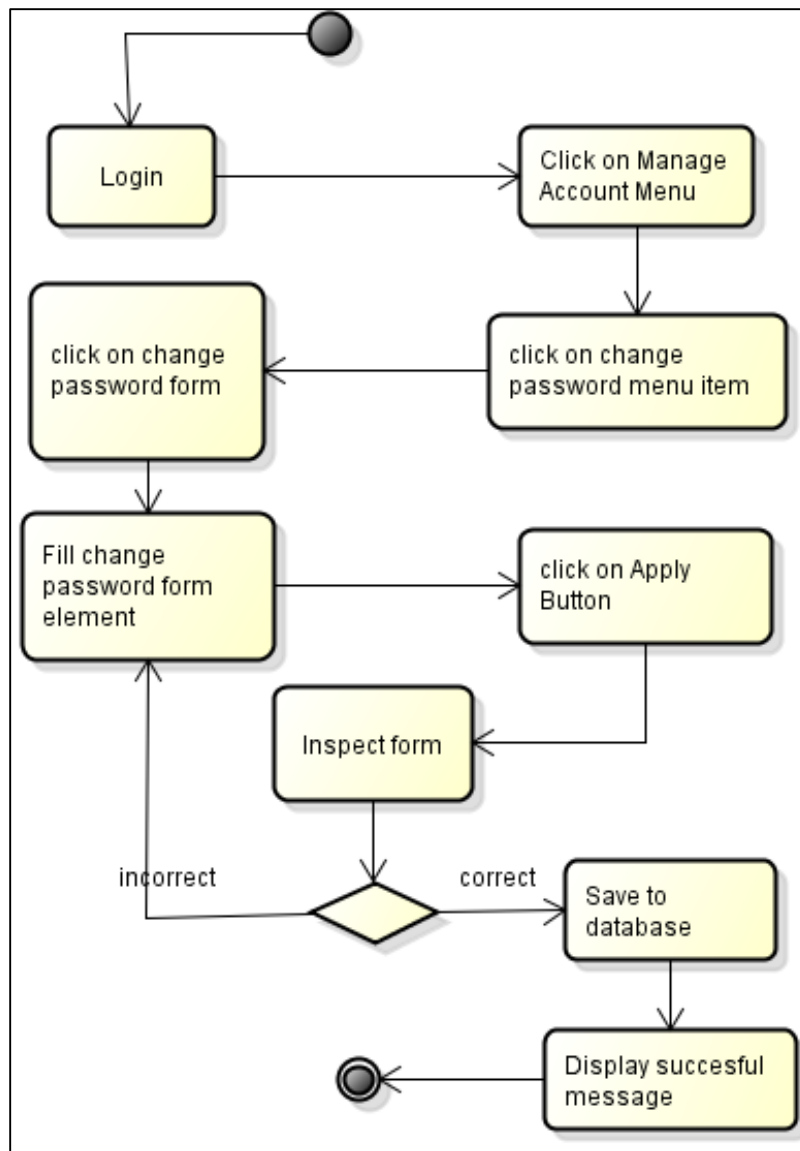 Login
Click on Manage
Account Menu
click on change
password menu item
click on change
password form
Fill change
password form
element
click on Apply
Button
Inspect form
incorrect
correct
Save to
database
Display succesful
message